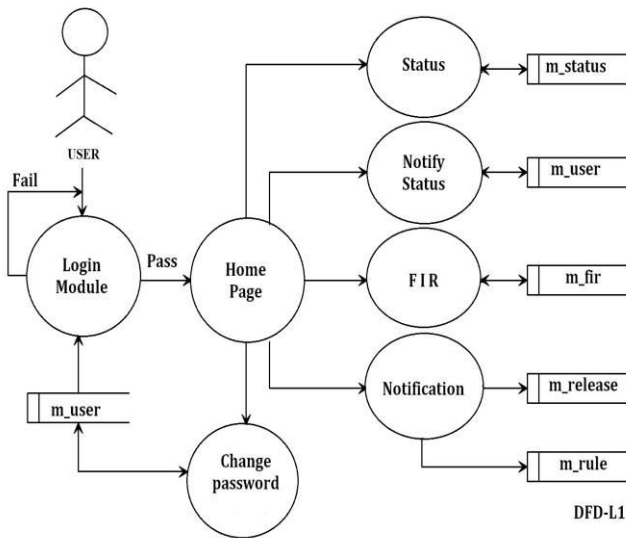 Status
m_status
USER
Fail
Notify
Status
m_user
Login
Module
Pass
Home
Page
F I R
m_fir
m_user
Notification
m_release
Change
password
m_rule
DFD-L1